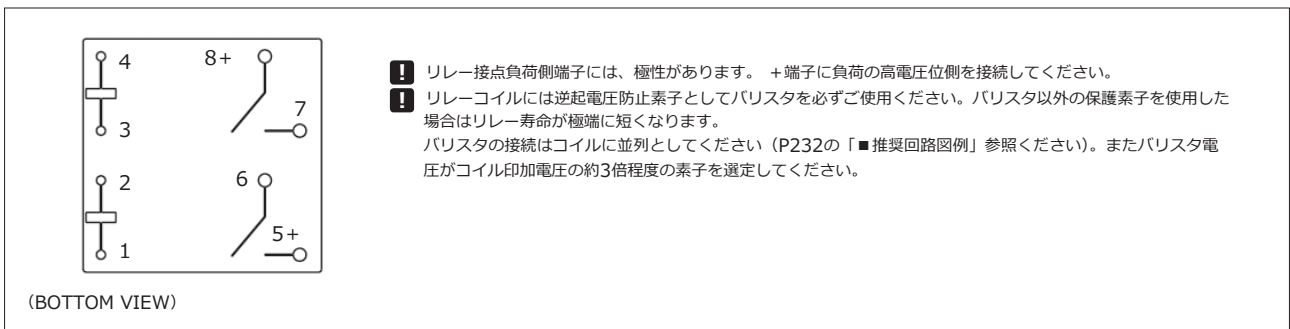 4
8+
7
3
2
6
5+
1
(BOTTOM VIEW)
! リレー接点負荷側端子には、極性があります。 +端子に負荷の高電圧位側を接続してください。
! リレーコイルには逆起電圧防止素子としてバリスタを必ずご使用ください。バリスタ以外の保護素子を使用した
場合はリレー寿命が極端に短くなります。
バリスタの接続はコイルに並列としてください（P232の「■推奨回路図例」参照ください）。またバリスタ電
圧がコイル印加電圧の約3倍程度の素子を選定してください。